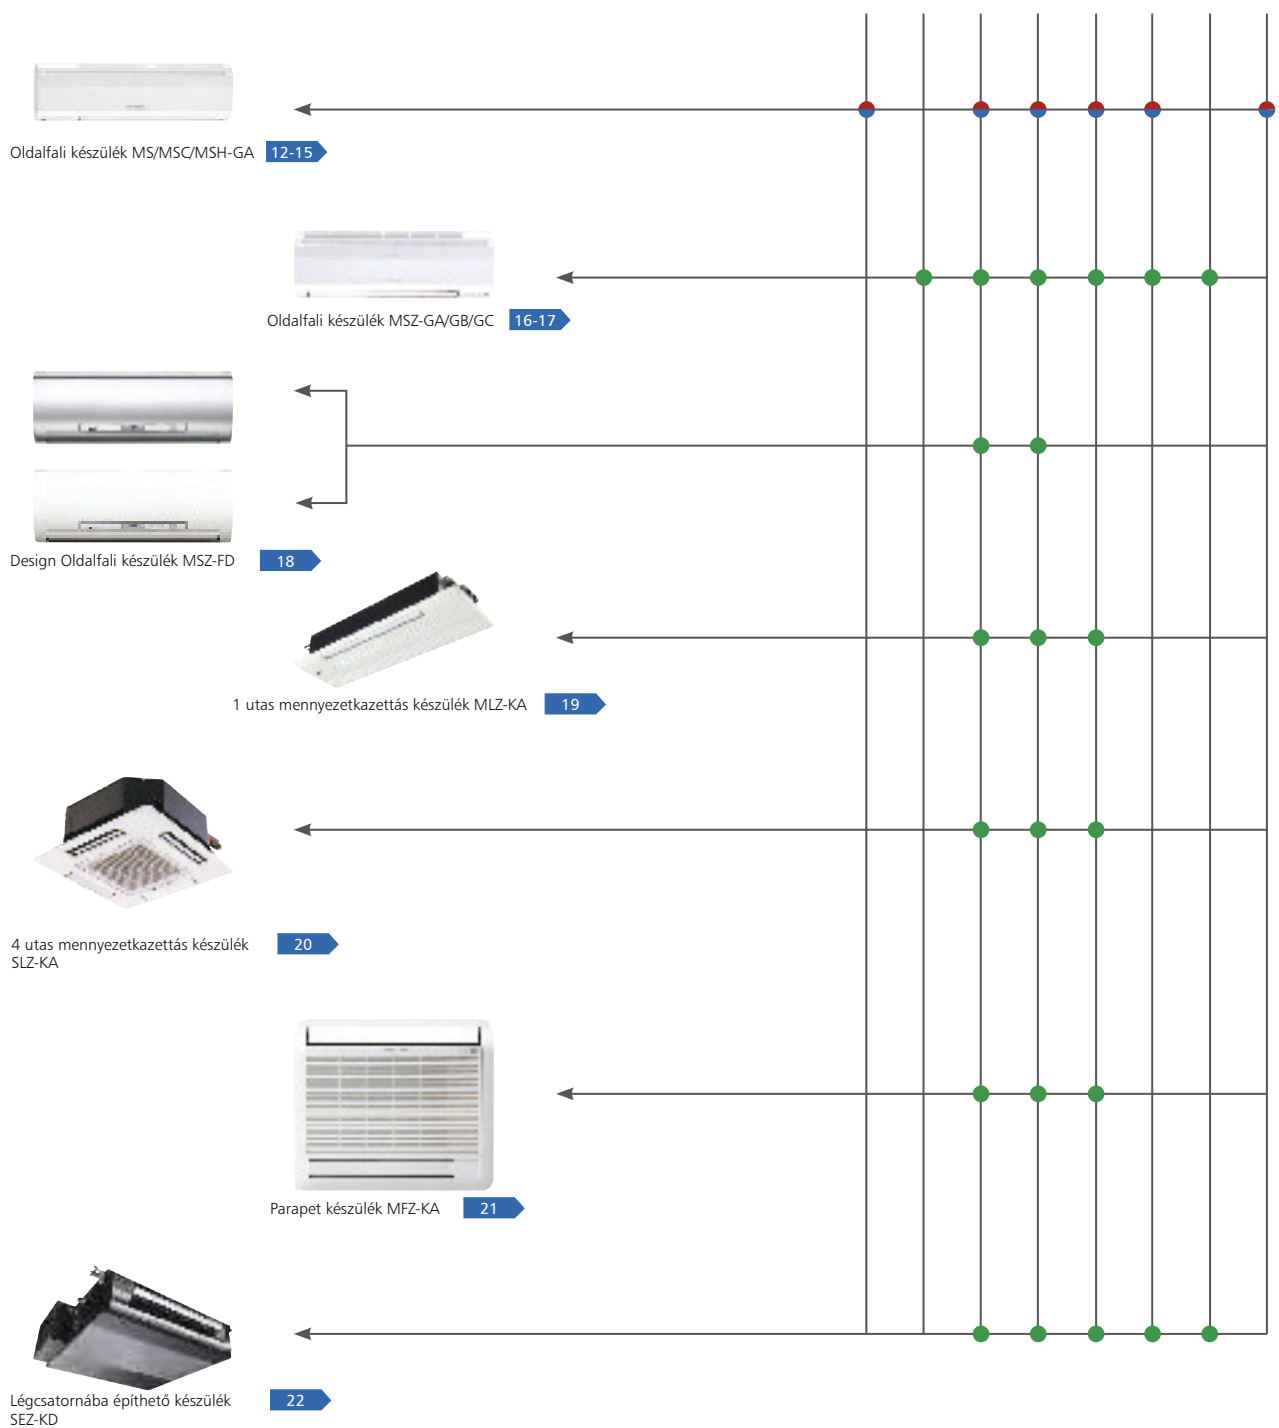 Oldalfali készülék MS/MSC/MSH-GA 12-15
Oldalfali készülék MSZ-GA/GB/GC 16-17
Design Oldalfali készülék MSZ-FD 18
1 utas mennyezetkazettás készülék MLZ-KA 19
4 utas mennyezetkazettás készülék 20
SLZ-KA
Parapet készülék MFZ-KA 21
Légcsatornába építhető készülék 22
SEZ-KD